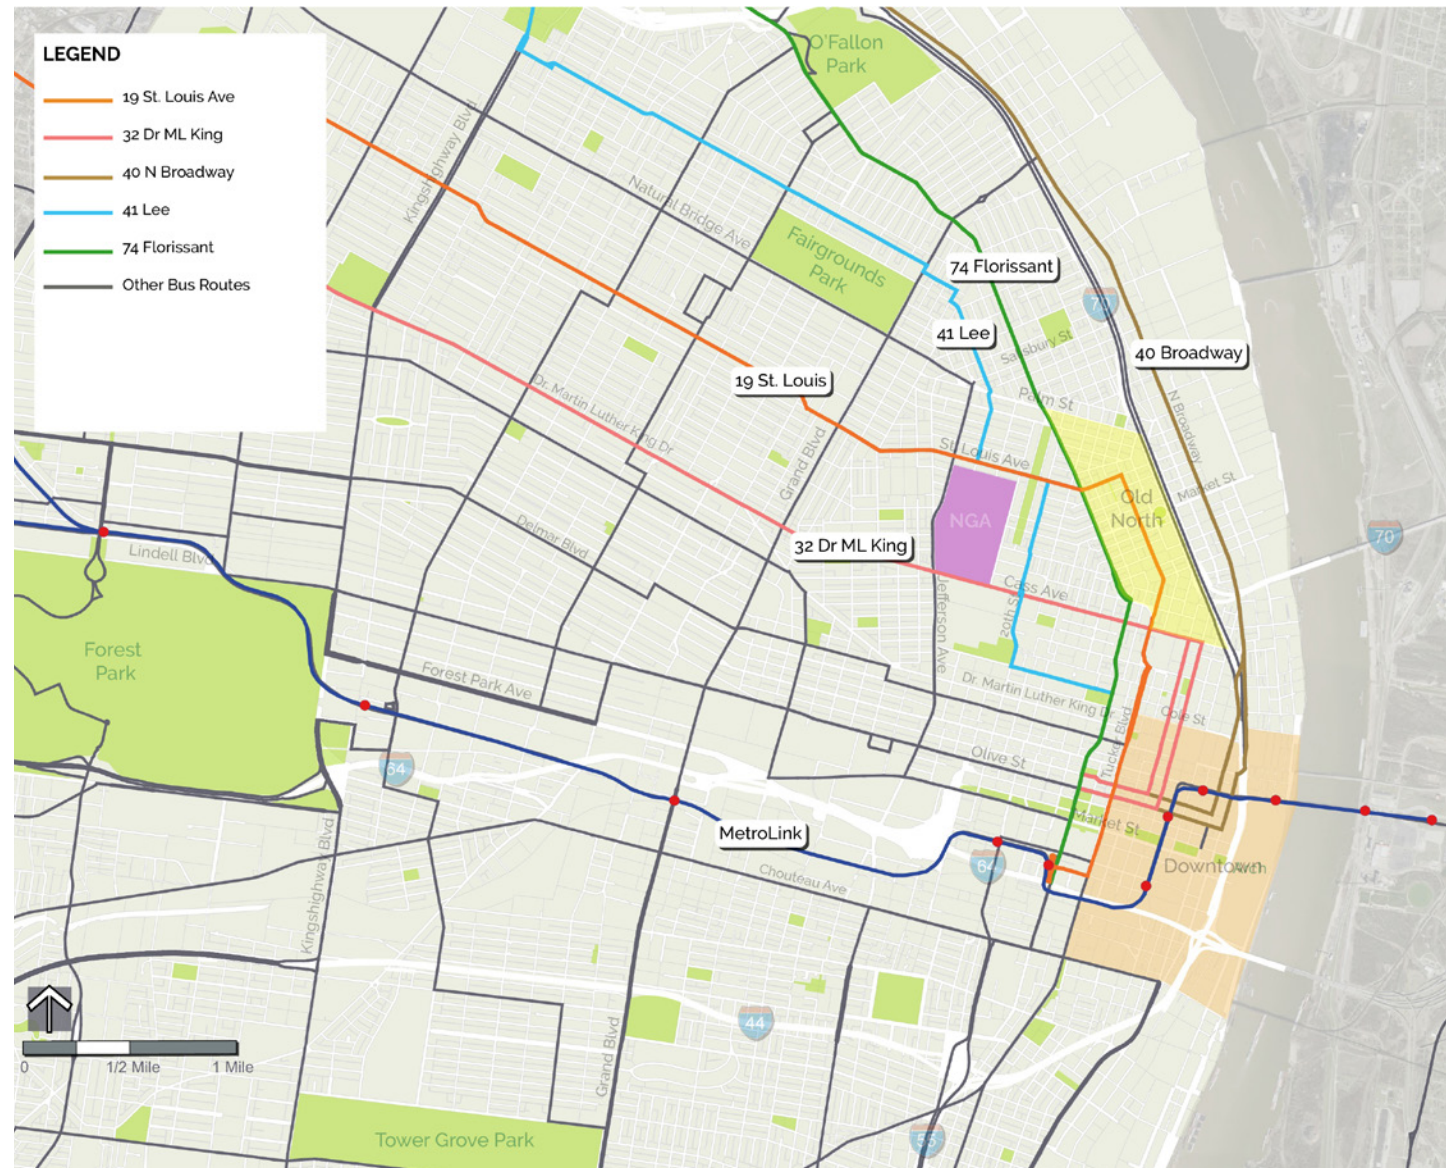 LEGEND
19 St. Louis Ave
32 Dr ML King
40 N Broadway
41 Lee
74 Florissant
Other Bus Routes
O'Fallon
Park
Kingshighway Blvd
Natural Bridge Ave
Fairgrounds
Park
74 Florissant
70
41 Lee
Salisbury St
40 Broadway
19 St. Louis
Palm St
N Broadway
Dr. Martin Luther King Dr
Grand Blvd
St. Louis Ave
Market St
Old
North
NGA
70
Delmar Blvd
32 Dr ML King
Lindell Blvd
Cass Ave
20th St
Jefferson Ave
Forest
Park
Forest Park Ave
Dr. Martin Luther King Dr
Cole St
Tucker Blvd
Olive St
64
Market St
MetroLink
64
Downtown
Arch
Chouteau Ave
Kingshighway Blvd
44
Grand Blvd
0
1/2 Mile
1 Mile
Tower Grove Park
55